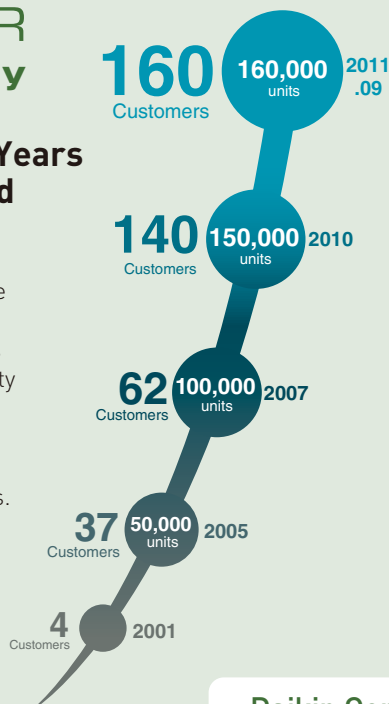 R
y
Years
d
e
ty
s.
160
Customers
160,000
units
2011
.09
140
Customers
150,000
units
2010
62
Customers
100,000
units
2007
37
Customers
50,000
units
2005
4
Customers
2001